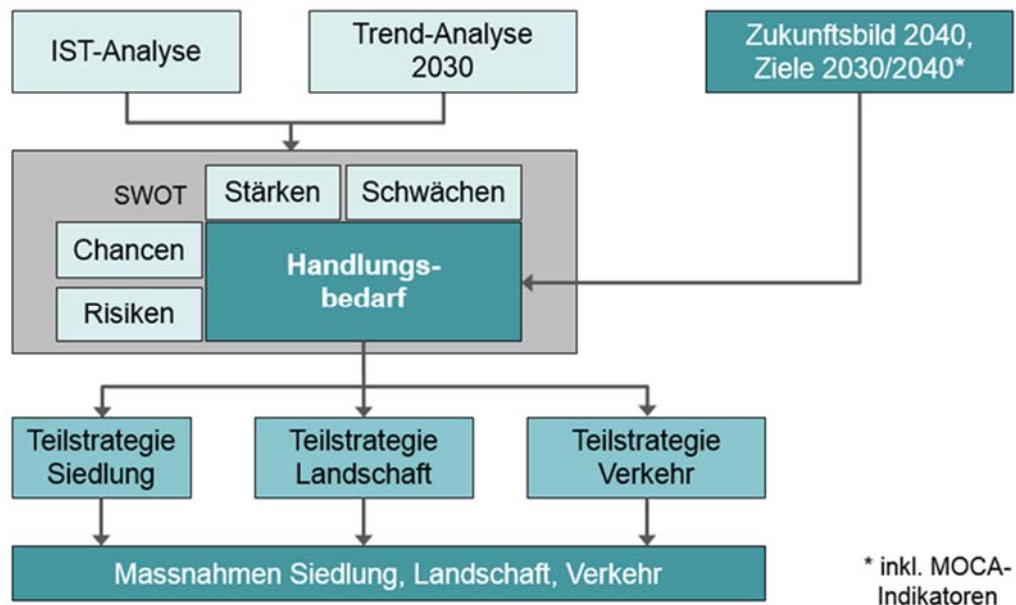 IST-Analyse
Trend-Analyse
2030
Zukunftsbild 2040,
Ziele 2030/2040*
SWOT
Stärken
Schwächen
Chancen
Risiken
Handlungs-
bedarf
Teilstrategie
Siedlung
Teilstrategie
Landschaft
Teilstrategie
Verkehr
Massnahmen Siedlung, Landschaft, Verkehr
* inkl. MOCA-
Indikatoren